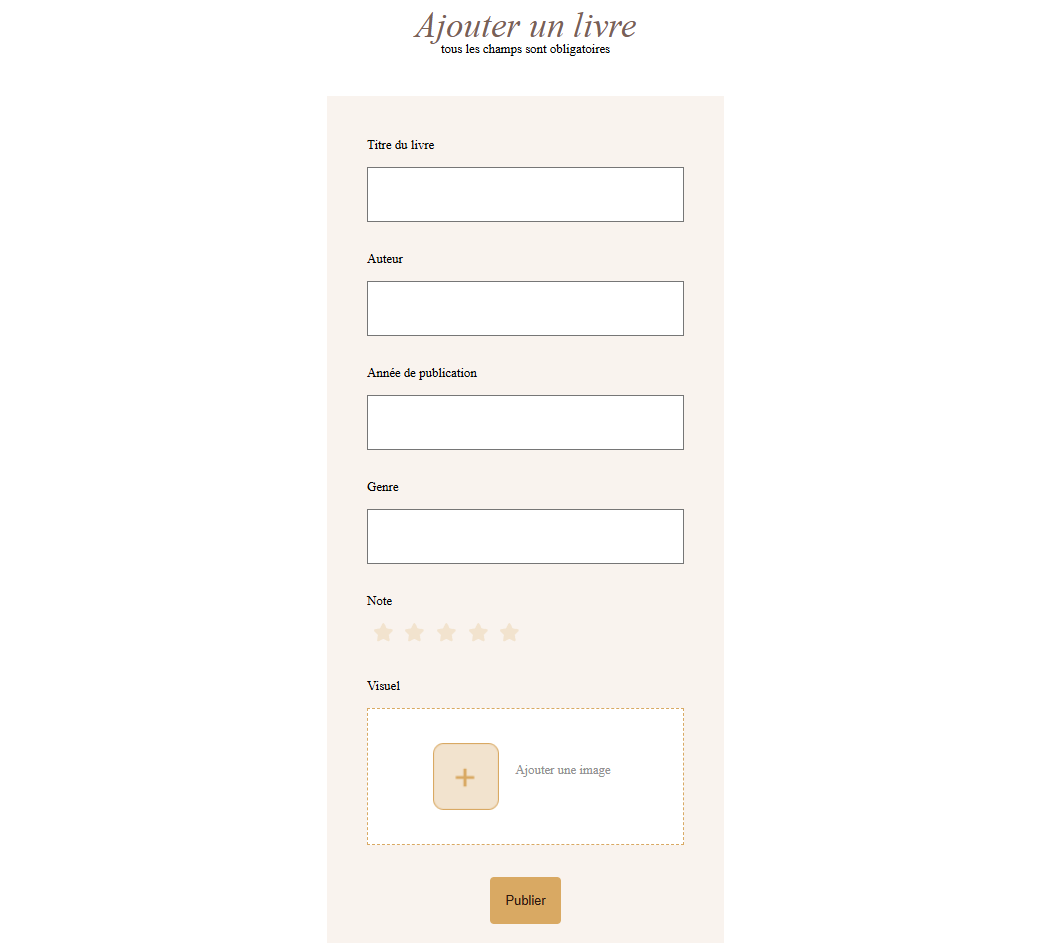 Ajouter un livre
tous les champs sont obligatoires
Titre du livre
Auteur
Année de publication
Genre
Note
Visuel
+
Ajouter une image
Publier